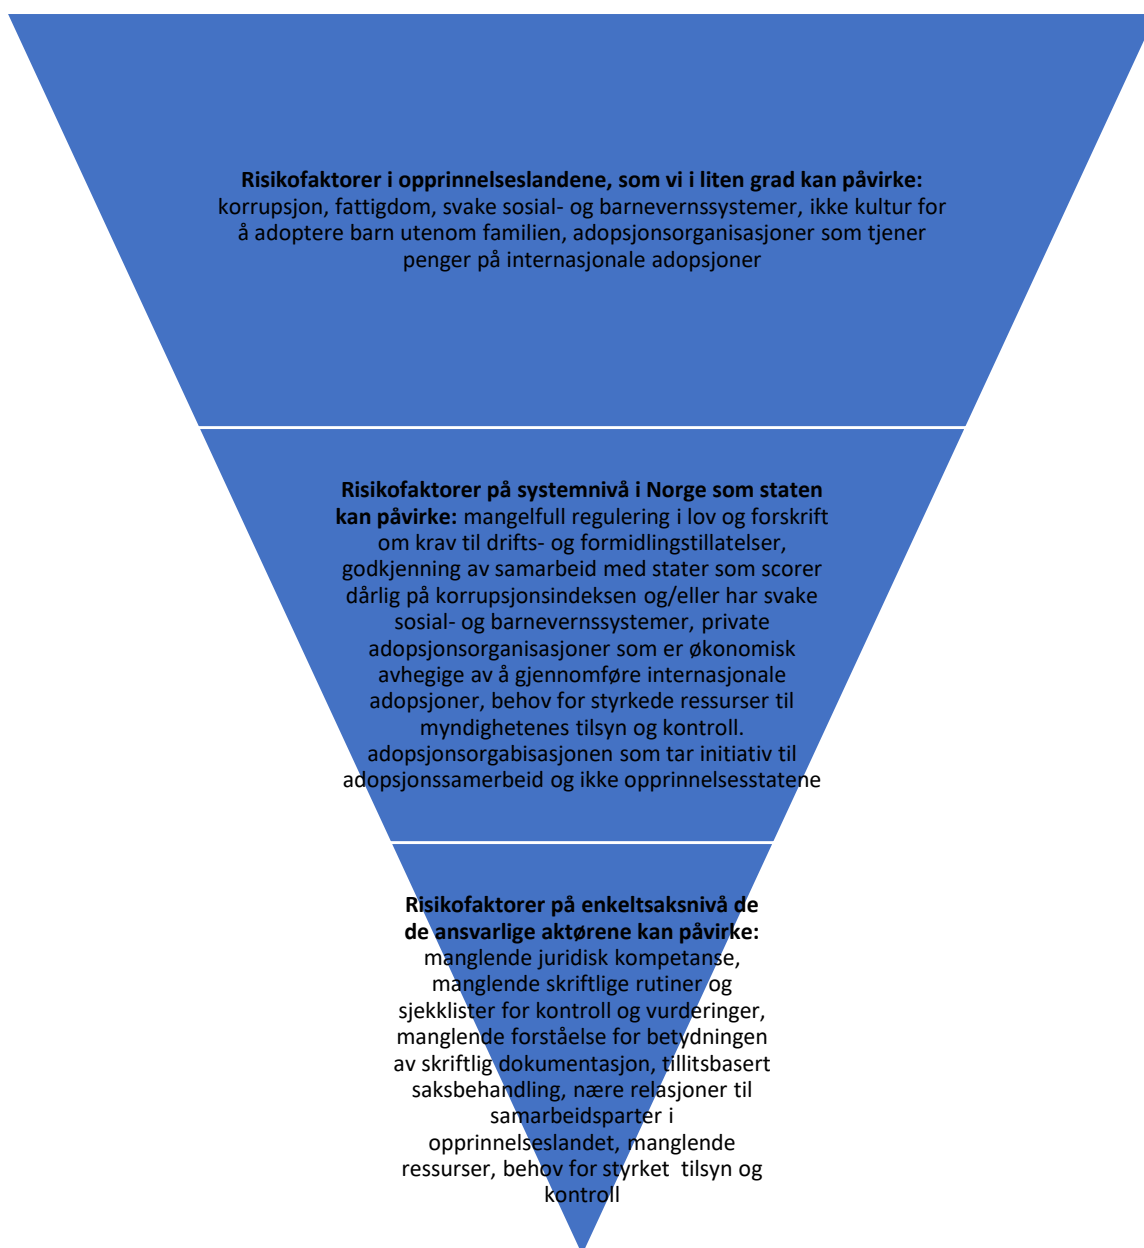 Risikofaktorer i opprinnelseslandene, som vi i liten grad kan påvirke:
korrupsjon, fattigdom, svake sosial- og barnevernssystemer, ikke kultur for
å adoptere barn utenom familien, adopsjonsorganisasjoner som tjener
penger på internasjonale adopsjoner
Risikofaktorer på systemnivå i Norge som staten
kan påvirke: mangelfull regulering i lov og forskrift
om krav til drifts- og formidlingstillatelser,
godkjenning av samarbeid med stater som scorer
dårlig på korrupsjonsindeksen og/eller har svake
sosial- og barnevernssystemer, private
adopsjonsorganisasjoner som er økonomisk
avhegige av å gjennomføre internasjonale
adopsjoner, behov for styrkede ressurser til
myndighetenes tilsyn og kontroll.
adopsjonsorgabisasjonen som tar initiativ til
adopsjonssamerbeid og ikke opprinnelsesstatene
Risikofaktorer på enkeltsaksnivå de
de ansvarlige aktørene kan påvirke:
manglende juridisk kompetanse,
manglende skriftlige rutiner og
sjekklister for kontroll og vurderinger,
manglende forståelse for betydningen
av skriftlig dokumentasjon, tillitsbasert
saksbehandling, nære relasjoner til
samarbeidsparter i
opprinnelseslandet, manglende
ressurser, behov for styrket  tilsyn og
kontroll